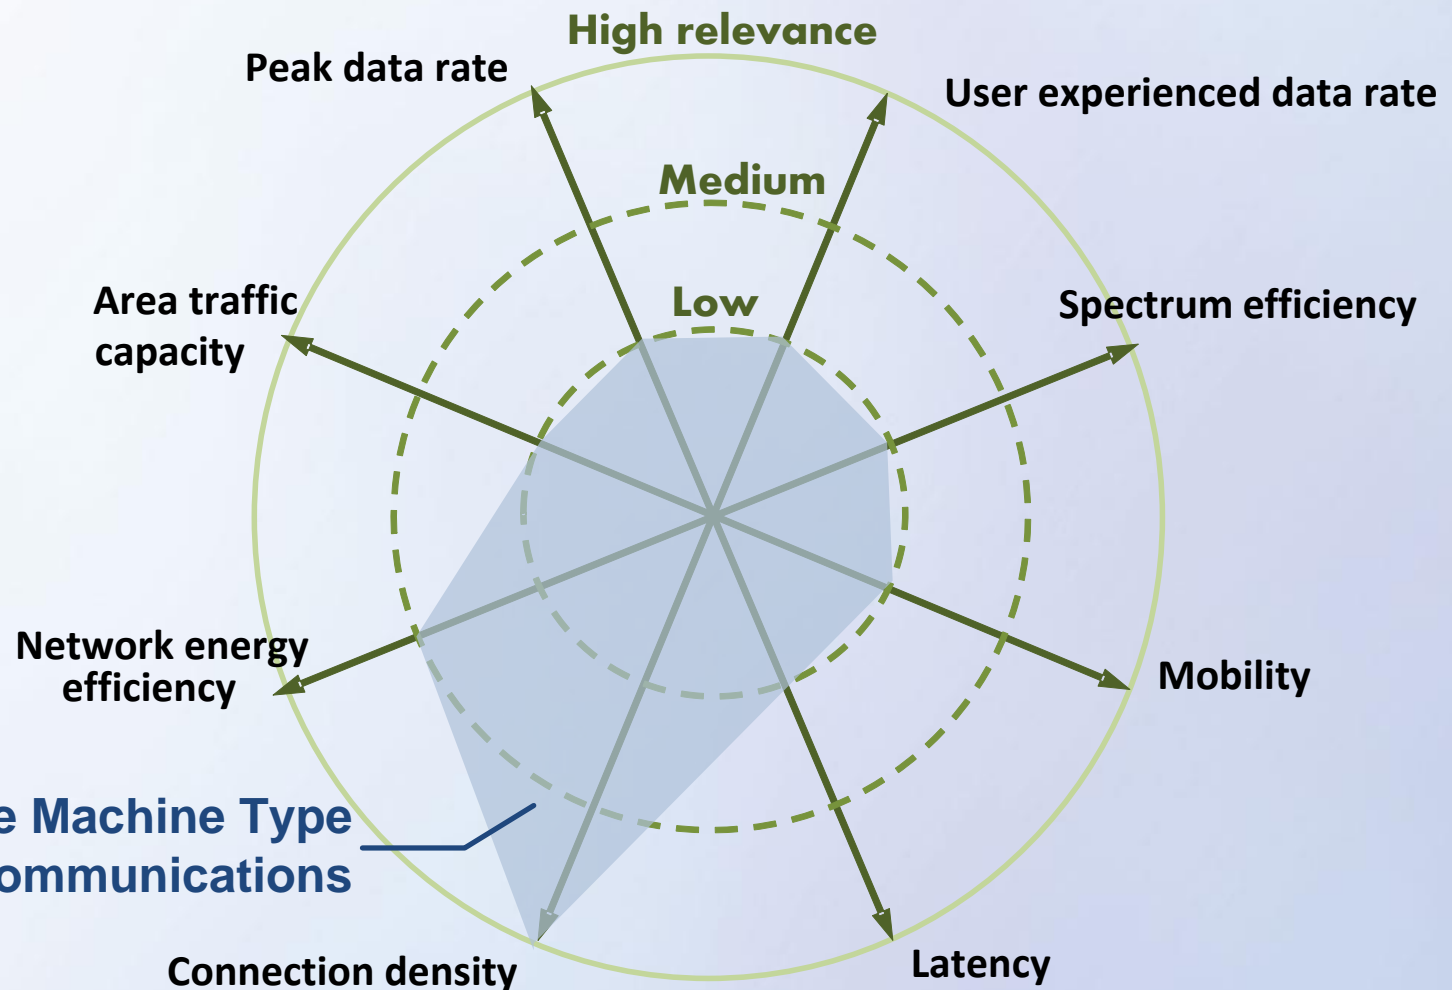 High relevance
Peak data rate
User experienced data rate
Medium
Low
Area traffic
capacity
Spectrum efficiency
Network energy
efficiency
Mobility
e Machine Type
ommunications
Connection density
Latency